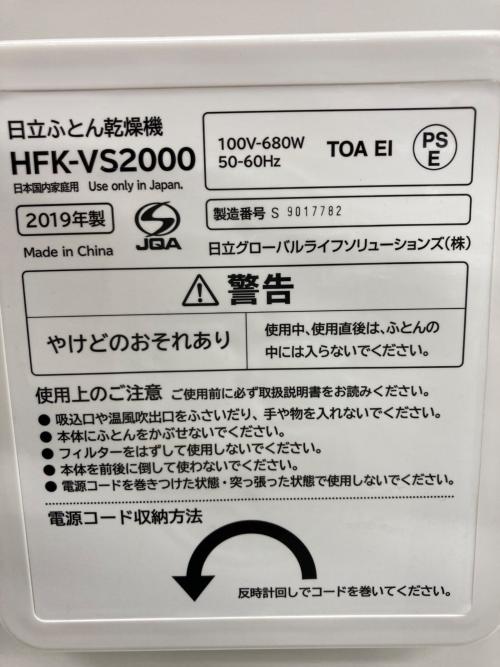 日立ふとん乾燥機
HFK-VS2000
日本国内家庭用 Use only in Japan.
2019年製
JQA
Made in China
100V-680W
50-60Hz
TOA EI
PS
E
製造番号 S 9017782
日立グローバルライフソリューションズ(株)
警告
やけどのおそれあり
使用中、使用直後は、ふとんの
中には入らないでください。
使用上のご注意 ご使用前に必ず取扱説明書をお読みください。
● 吸込口や温風吹出口をふさいだり、手や物を入れないでください。
● 本体にふとんをかぶせないでください。
● フィルターをはずして使用しないでください。
● 本体を前後に倒して使わないでください。
● 電源コードを巻きつけた状態・突っ張った状態で使用しないでください。
電源コード収納方法
反時計回しでコードを巻いてください。